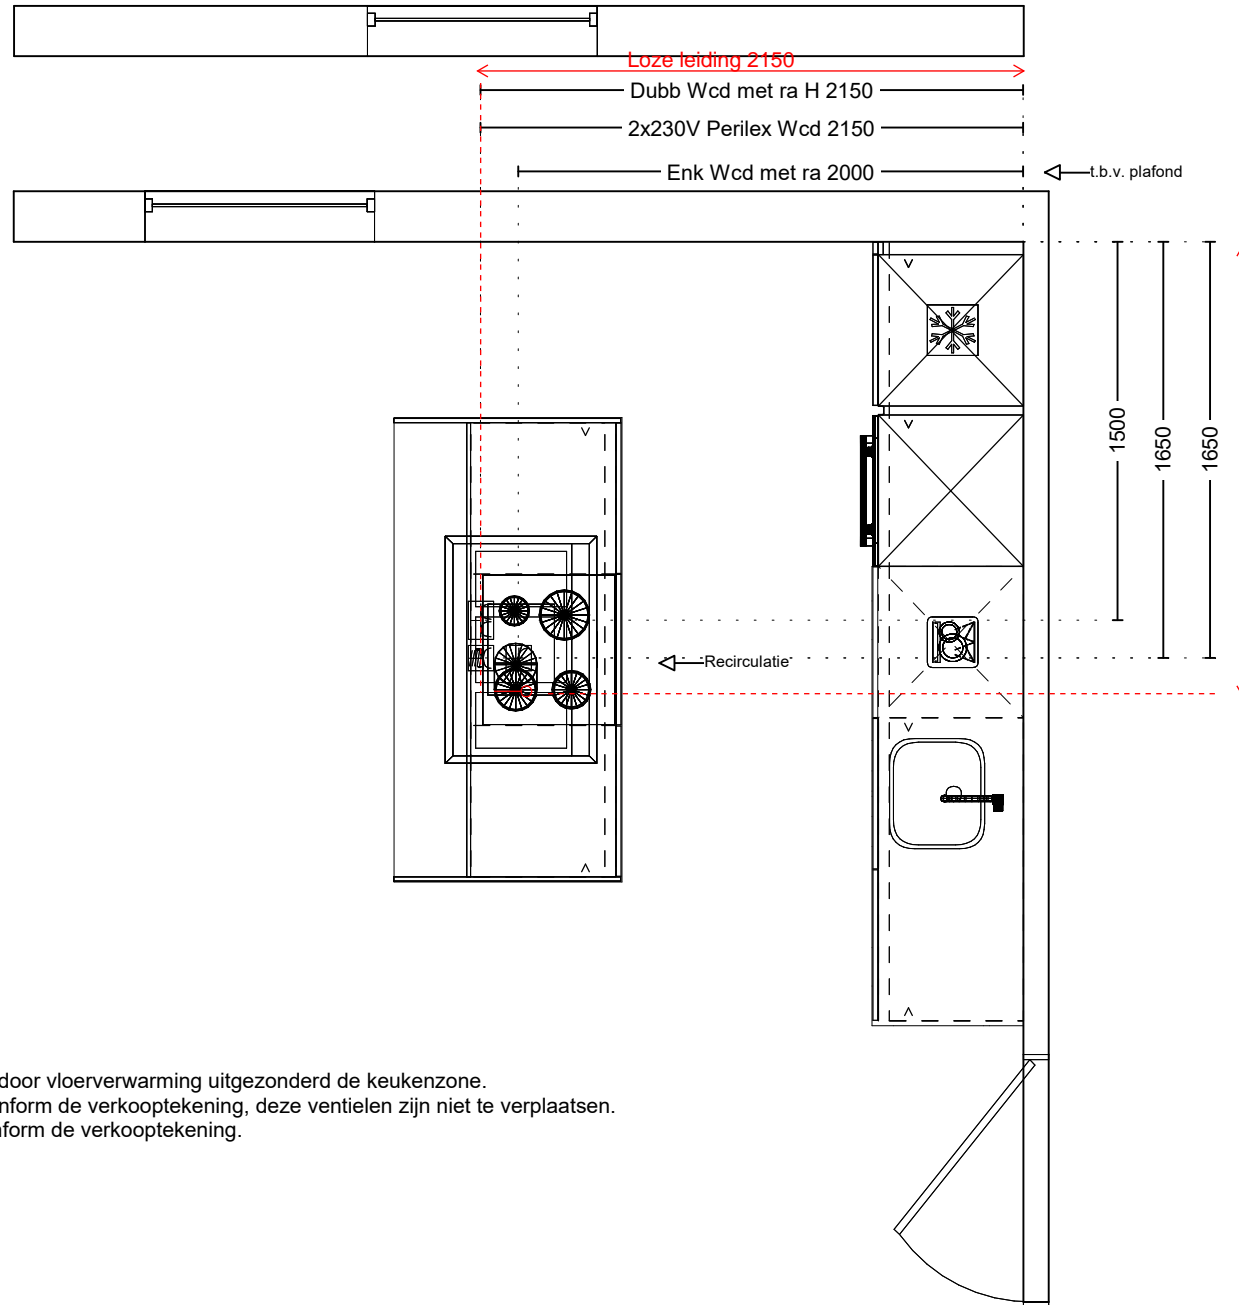 Loze leiding 2150
Dubb Wcd met ra H 2150
2x230V Perilex Wcd 2150
Enk Wcd met ra 2000
t.b.v. plafond
1500
1650
1650
Recirculatie
door vloerverwarming uitgezonderd de keukenzone.
nform de verkooptekening, deze ventielen zijn niet te verplaatsen.
nform de verkooptekening.